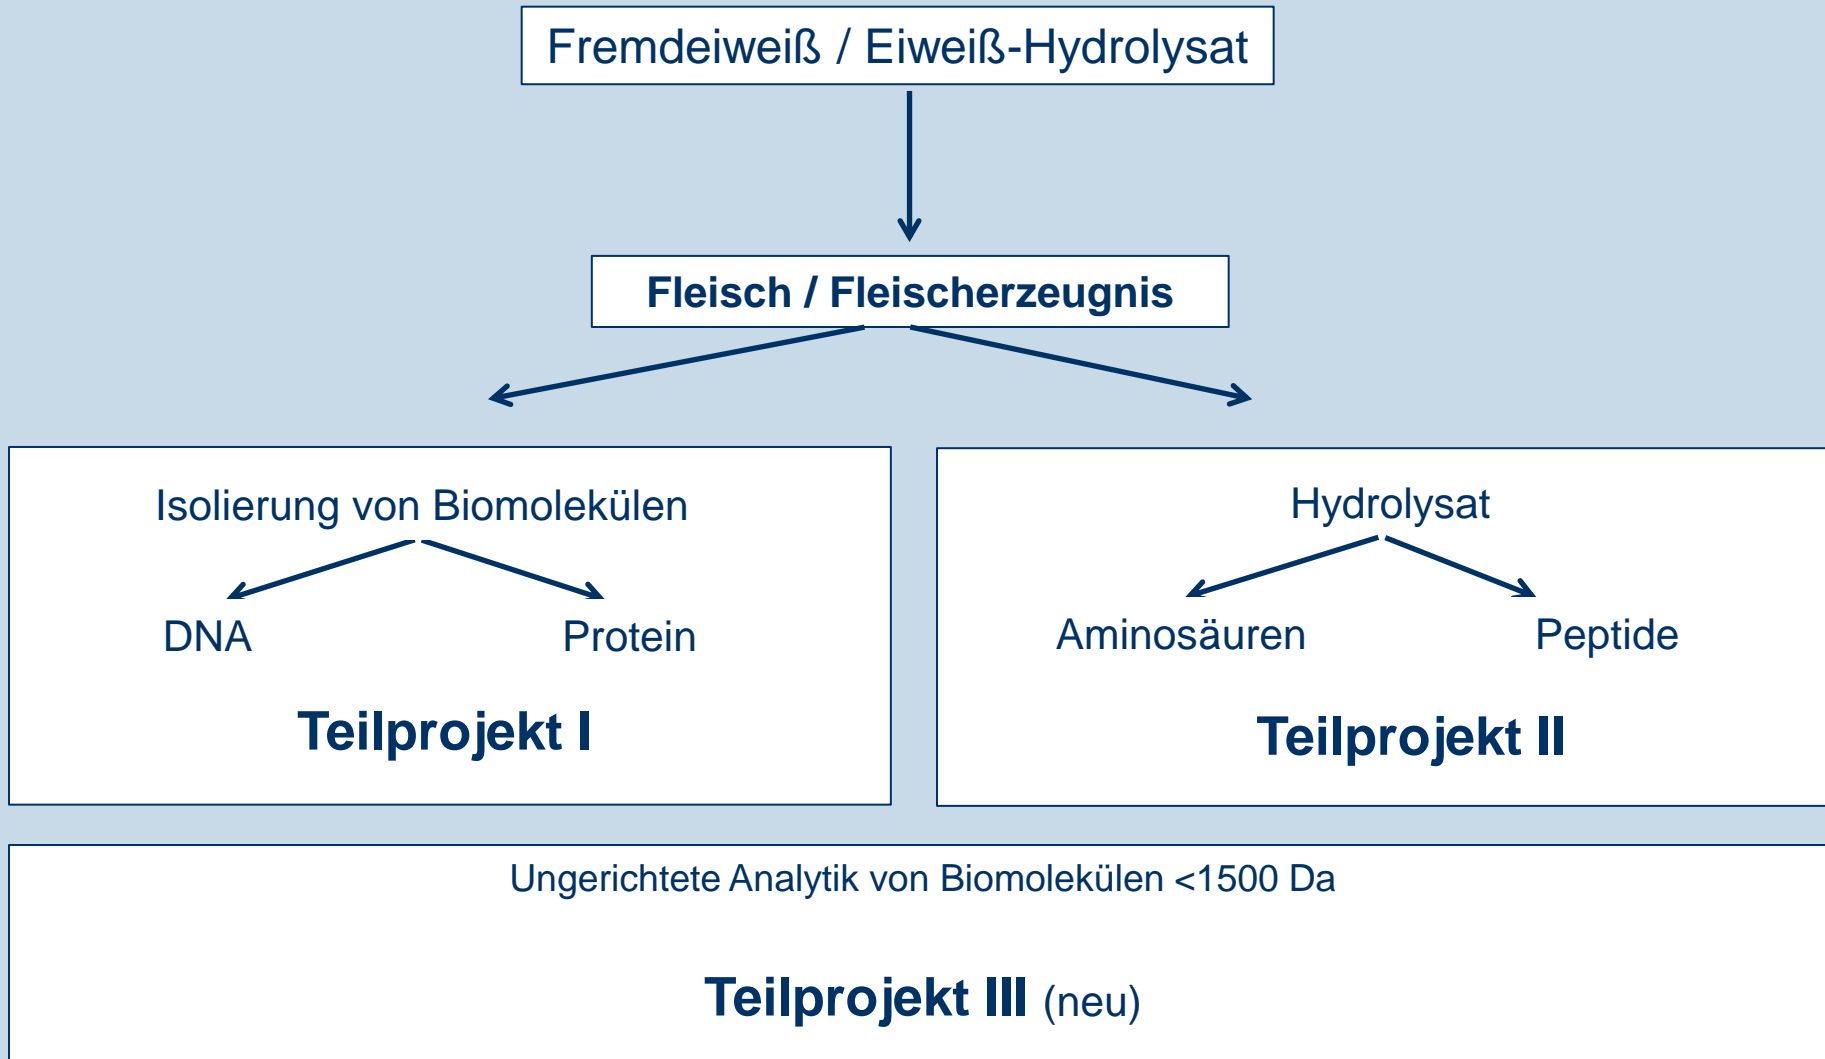 Fremdeiweiß / Eiweiß-Hydrolysat
Fleisch / Fleischerzeugnis
Isolierung von Biomolekülen
DNA
Protein
Teilprojekt I
Hydrolysat
Aminosäuren
Peptide
Teilprojekt II
Ungerichtete Analytik von Biomolekülen <1500 Da
Teilprojekt III (neu)